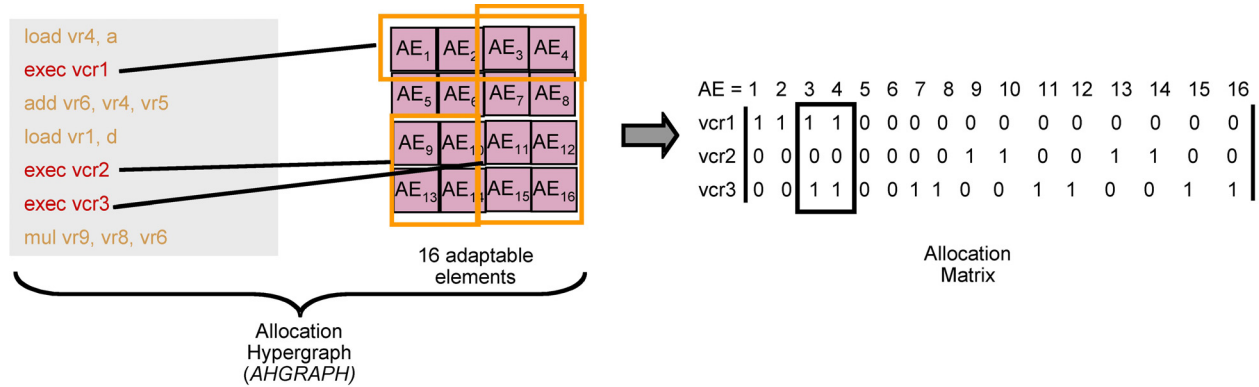 load vr4, a
exec vcr1
add vr6, vr4, vr5
load vr1, d
exec vcr2
exec vcr3
mul vr9, vr8, vr6
AE1 AE2 AE3 AE4
AE5 AE6 AE7 AE8
AE9 AE10 AE11 AE12
AE13 AE14 AE15 AE16
16 adaptable
elements
Allocation
Hypergraph
(AHGRAPH)
AE = 1 2 3 4 5 6 7 8 9 10 11 12 13 14 15 16
vcr1 1 1 1 1 0 0 0 0 0 0 0 0 0 0 0 0
vcr2 0 0 0 0 0 0 0 0 1 1 0 0 1 1 0 0
vcr3 0 0 1 1 0 0 1 1 0 0 1 1 0 0 1 1
Allocation
Matrix